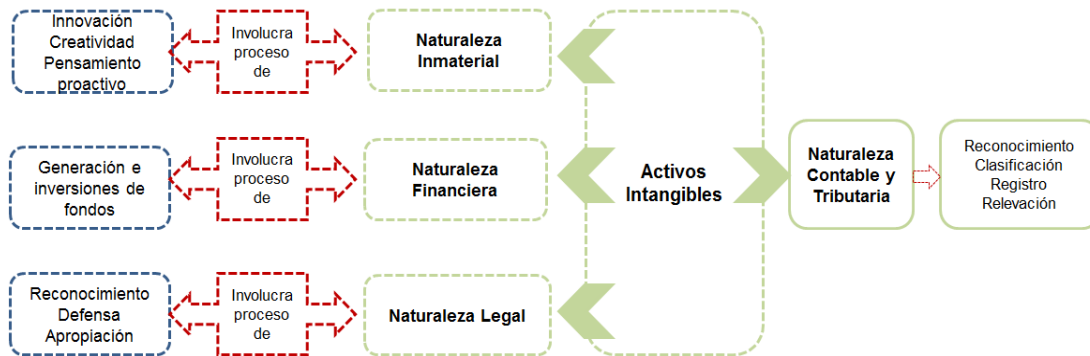 Innovación
Creatividad
Pensamiento
proactivo
Involucra
proceso
de
Naturaleza
Inmaterial
Generación e
inversiones de
fondos
Involucra
proceso
de
Naturaleza
Financiera
Activos
Intangibles
Naturaleza
Contable y
Tributaria
Reconocimiento
Clasificación
Registro
Relevación
Reconocimiento
Defensa
Apropiación
Involucra
proceso
de
Naturaleza Legal